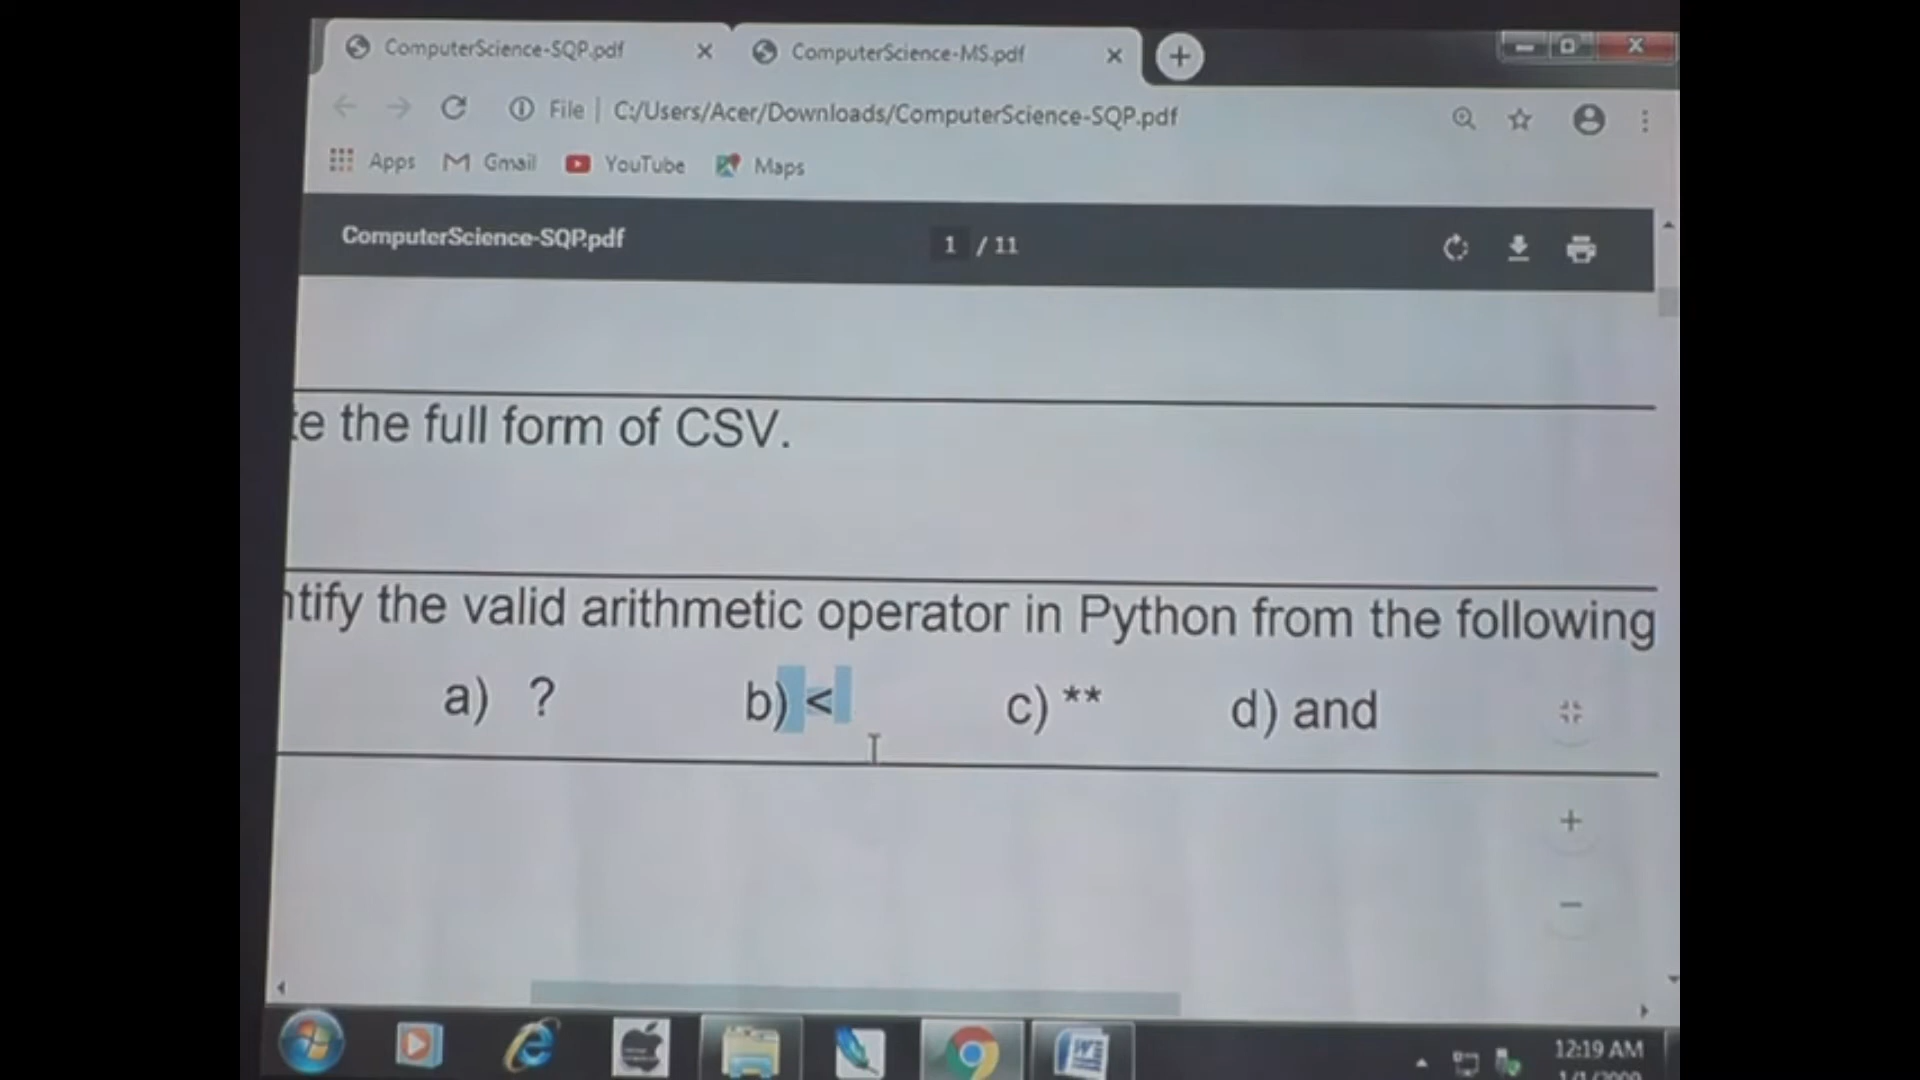 ComputerScience-SQP.pdf
ComputerScience-MS.pdf
File | C:/Users/Acer/Downloads/ComputerScience-SQP.pdf
Apps Gmail YouTube Maps
ComputerScience-SQP.pdf 1 / 11
te the full form of CSV.
ntify the valid arithmetic operator in Python from the following
a) ? b) < c) ** d) and
12:19 AM